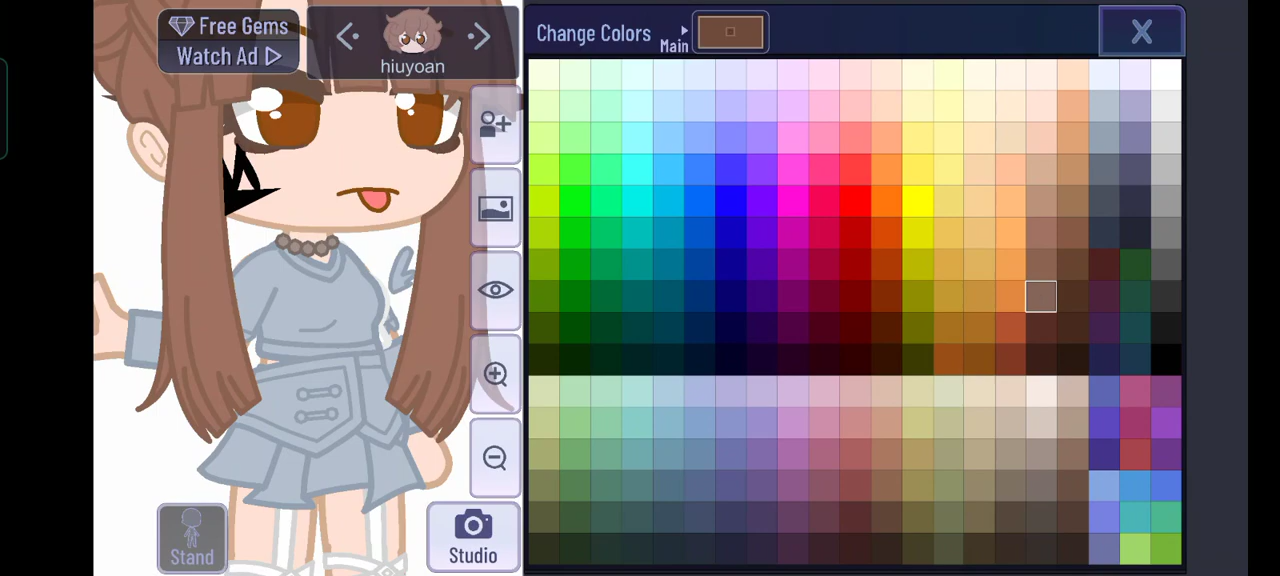 Free Gems
Watch Ad
hiuyoan
Change Colors
Main
X
Stand
Studio